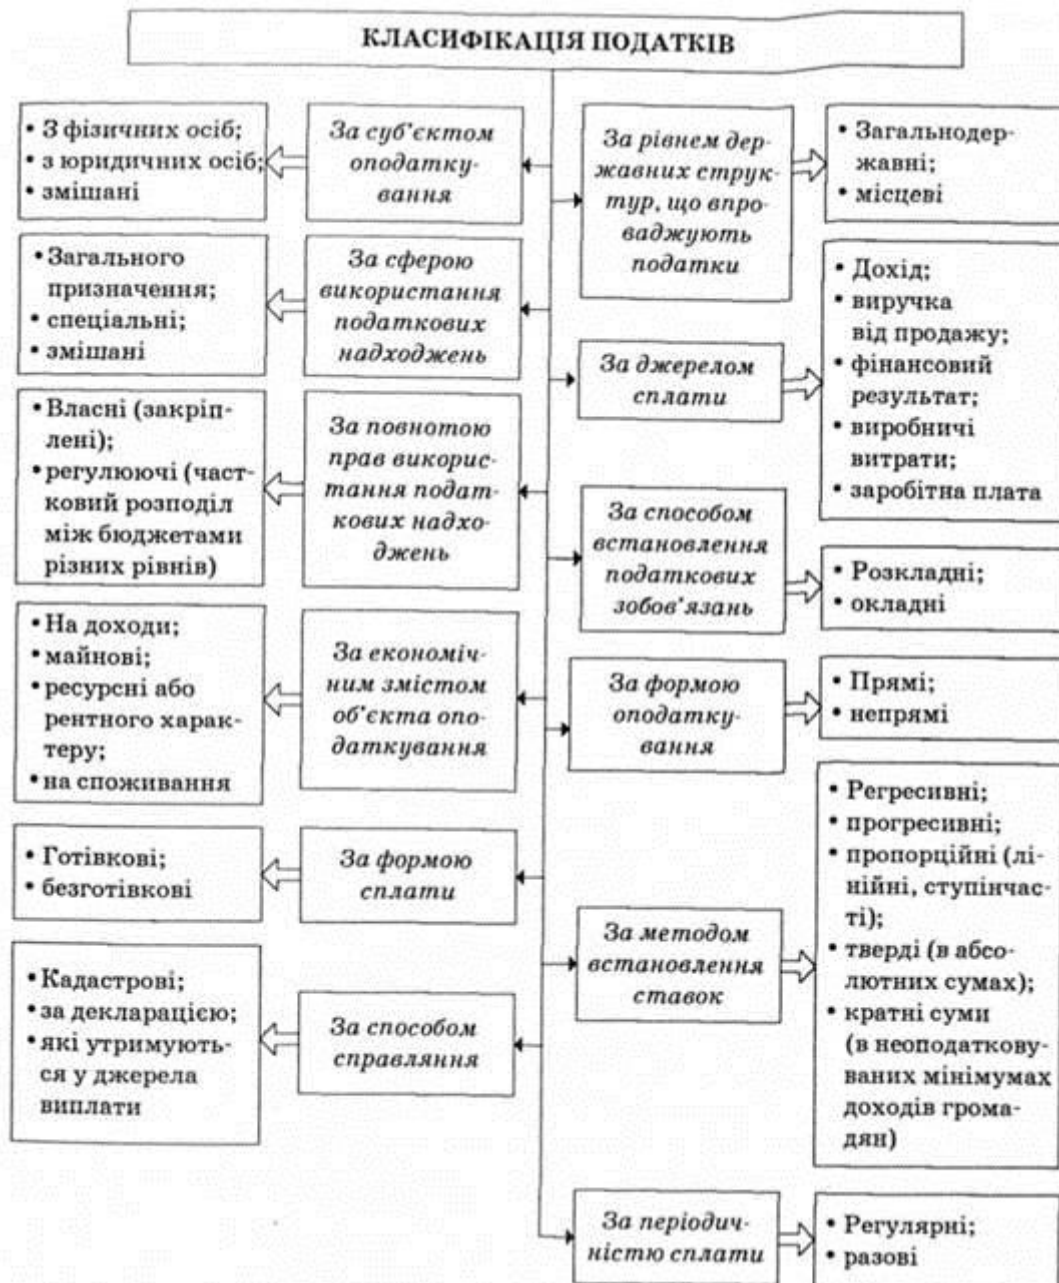 КЛАСИФІКАЦІЯ ПОДАТКІВ
• З фізичних осіб;
• з юридичних осіб;
• змішані
За суб’єктом
оподатку-
вання
За рівнем дер-
жавних струк-
тур, що впро-
ваджують
податки
• Загальнодер-
жавні;
• місцеві
• Загального
призначення;
• спеціальні;
• змішані
За сферою
використання
податкових
надходжень
За джерелом
сплати
• Дохід;
• виручка
від продажу;
• фінансовий
результат;
• виробничі
витрати;
• заробітна плата
• Власні (закріп-
лені);
• регулюючі (част-
ковий розподіл
між бюджетами
різних рівнів)
За повнотою
прав викорис-
тання подат-
кових надхо-
джень
За способом
встановлення
податкових
зобов’язань
• Розкладні;
• окладні
• На доходи;
• майнові;
• ресурсні або
рентного харак-
теру;
• на споживання
За економіч-
ним змістом
об’єкта опо-
даткування
За формою
оподатку-
вання
• Прямі;
• непрямі
• Готівкові;
• безготівкові
За формою
сплати
За методом
встановлення
ставок
• Регресивні;
• прогресивні;
• пропорційні (лі-
нійні, ступінчас-
ті);
• тверді (в абсо-
лютних сумах);
• кратні суми
(в неоподаткову-
ваних мінімумах
доходів грома-
дян)
• Кадастрові;
• за декларацією;
• які утримують-
ся у джерела
виплати
За способом
справляння
За періодич-
ністю сплати
• Регулярні;
• разові